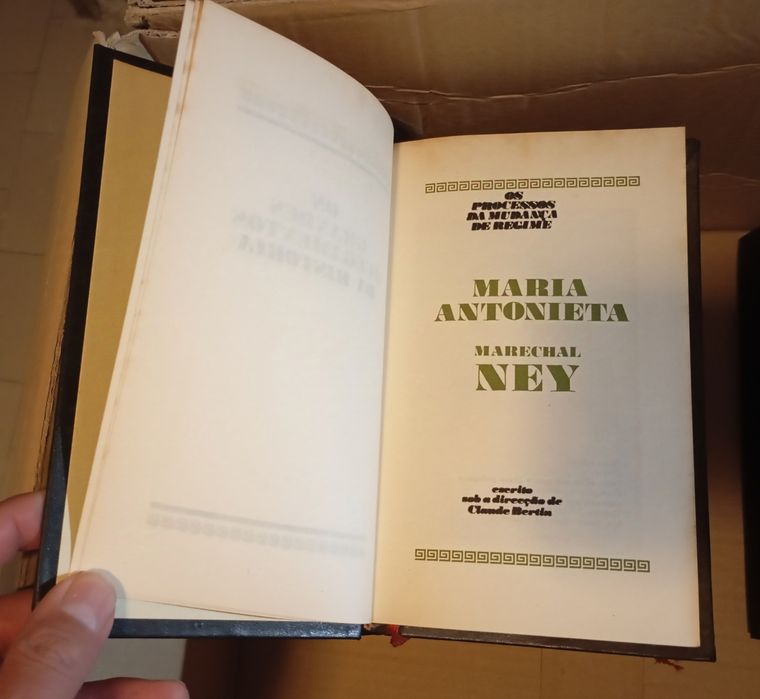 OS
PROCESSOS
DA MUDANÇA
DE REGIME
MARIA
ANTONIETA
MARECHAL
NEY
escrito
sob a direcção de
Claude Bertin